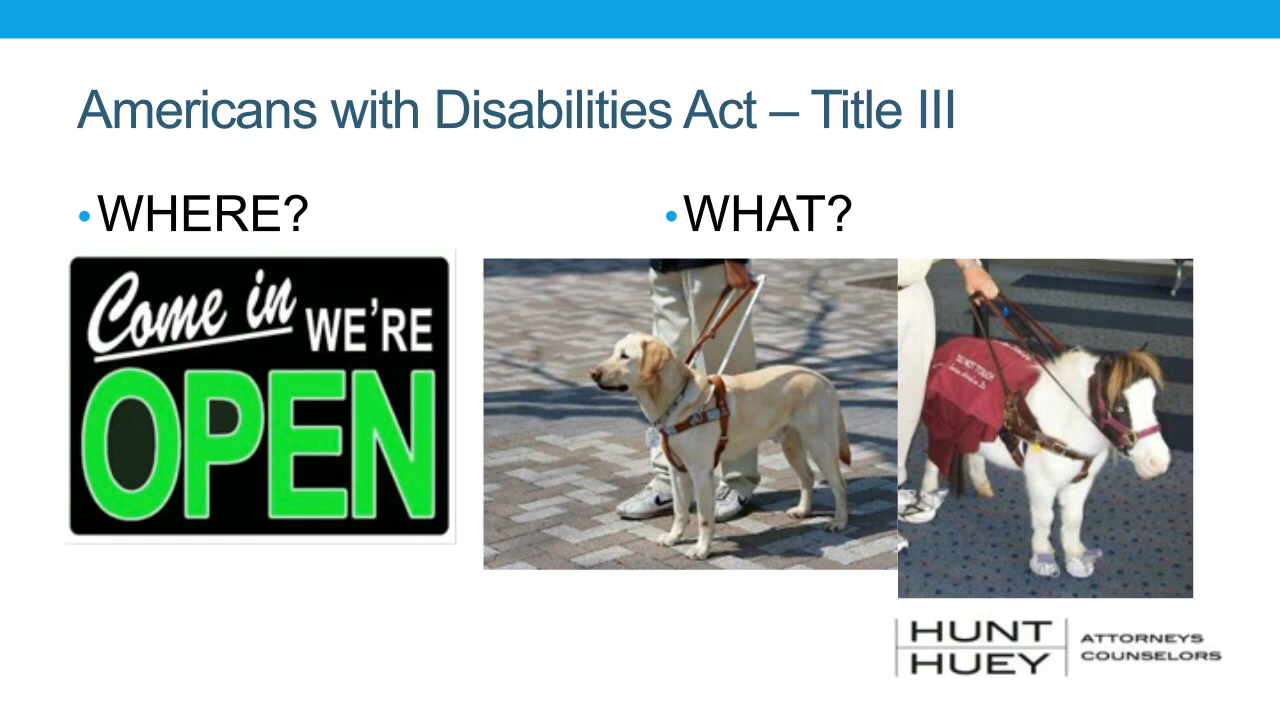 Americans with Disabilities Act – Title III
• WHERE?
• WHAT?
Come in WE'RE
OPEN
DO NOT TOUCH
HUNT
HUEY
ATTORNEYS
COUNSELORS